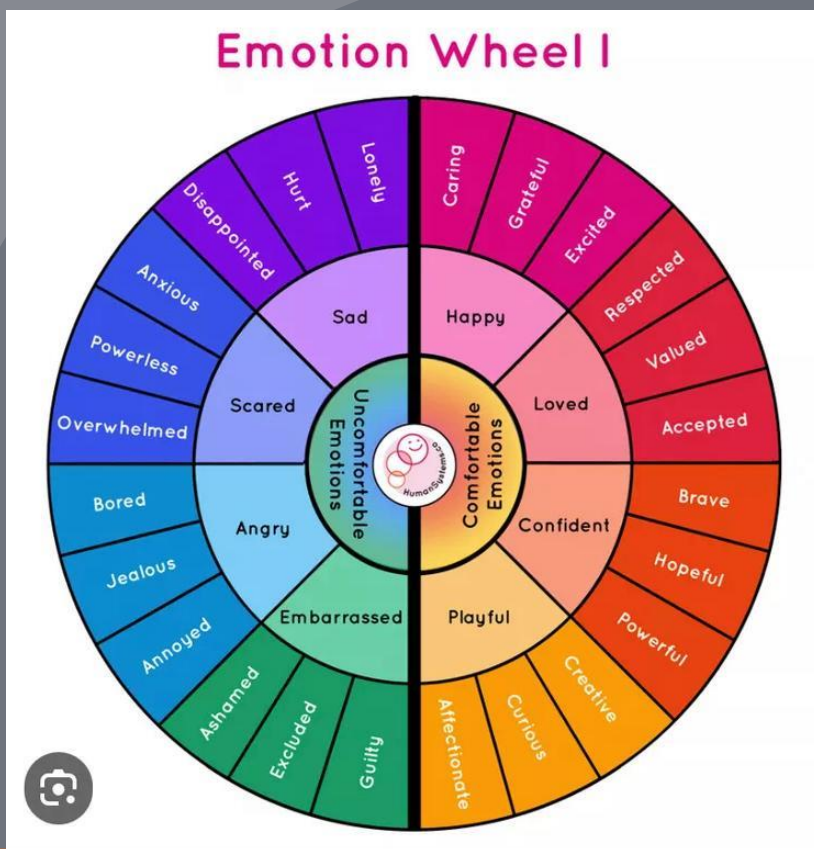 Emotion Wheel I
Lonely
Hurt
Disappointed
Anxious
Powerless
Overwhelmed
Bored
Jealous
Annoyed
Ashamed
Excluded
Guilty
Caring
Grateful
Excited
Respected
Valued
Accepted
Brave
Hopeful
Powerful
Creative
Curious
Affectionate
Sad
Scared
Angry
Embarrassed
Happy
Loved
Confident
Playful
Uncomfortable
Emotions
Comfortable
Emotions
HumanSystems.co